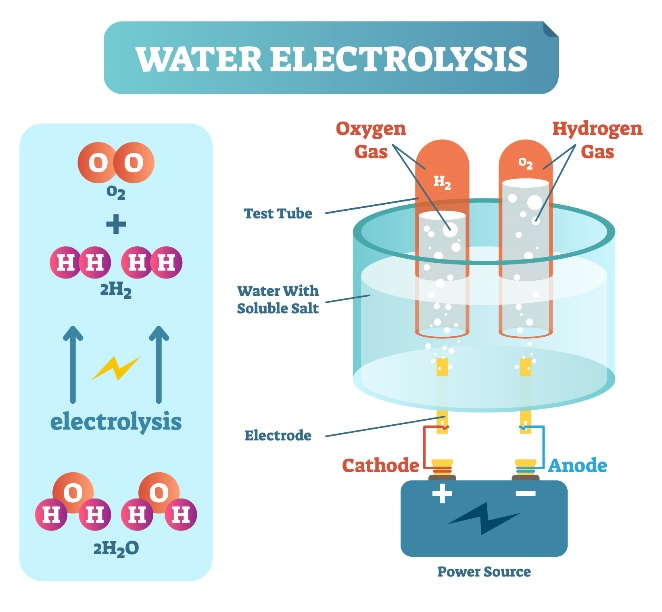 WATER ELECTROLYSIS
O O
O2
+
H H H H
2H2
electrolysis
O O
H H H H
2H2O
Oxygen
Gas
Hydrogen
Gas
H2
O2
Test Tube
Water With
Soluble Salt
Electrode
Cathode
Anode
+ −
Power Source